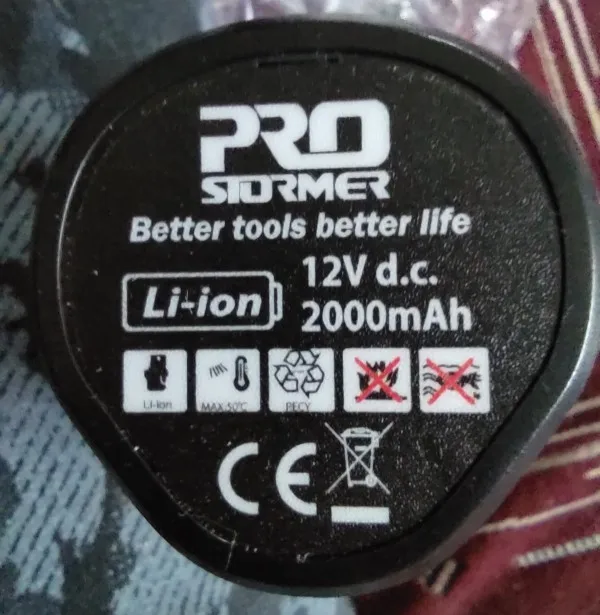 PRO
STORMER
Better tools better life
Li-ion
12V d.c.
2000mAh
Li-Ion
MAX 50°C
RECY
CE